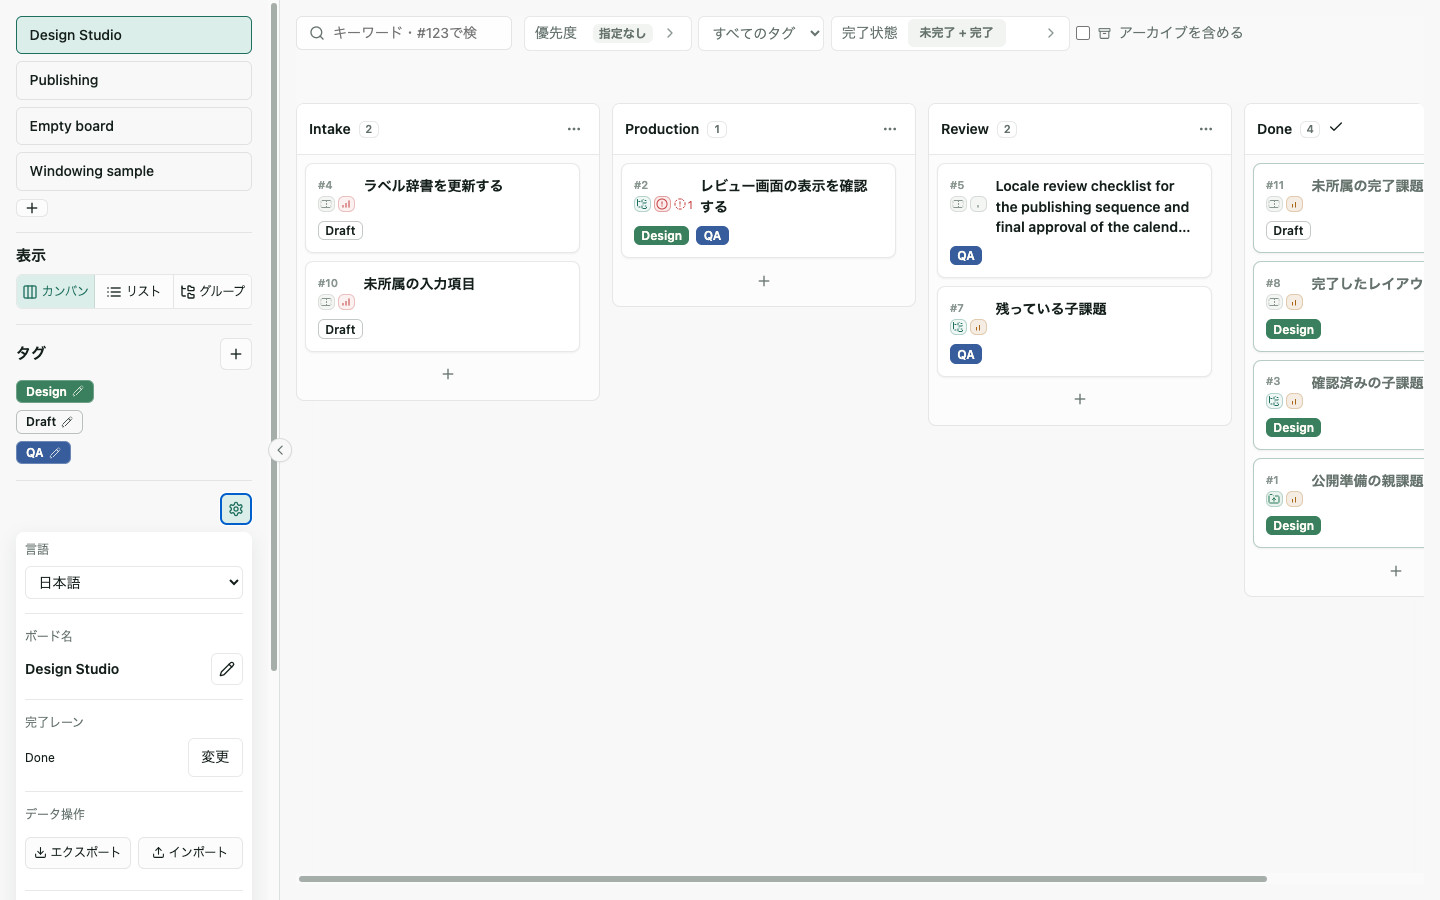 Design Studio
Publishing
Empty board
Windowing sample
表示
カンバン
リスト
グループ
タグ
Design
Draft
QA
言語
日本語
ボード名
Design Studio
完了レーン
Done
変更
データ操作
エクスポート
インポート
キーワード・#123で検
優先度
指定なし
すべてのタグ
完了状態
未完了 + 完了
アーカイブを含める
Intake
2
#4
ラベル辞書を更新する
Draft
#10
未所属の入力項目
Draft
Production
1
#2
レビュー画面の表示を確認
する
1
Design
QA
Review
2
#5
Locale review checklist for
the publishing sequence and
final approval of the calend...
QA
#7
残っている子課題
QA
Done
4
#11
未所属の完了課題
Draft
#8
完了したレイアウ
Design
#3
確認済みの子課題
Design
#1
公開準備の親課題
Design